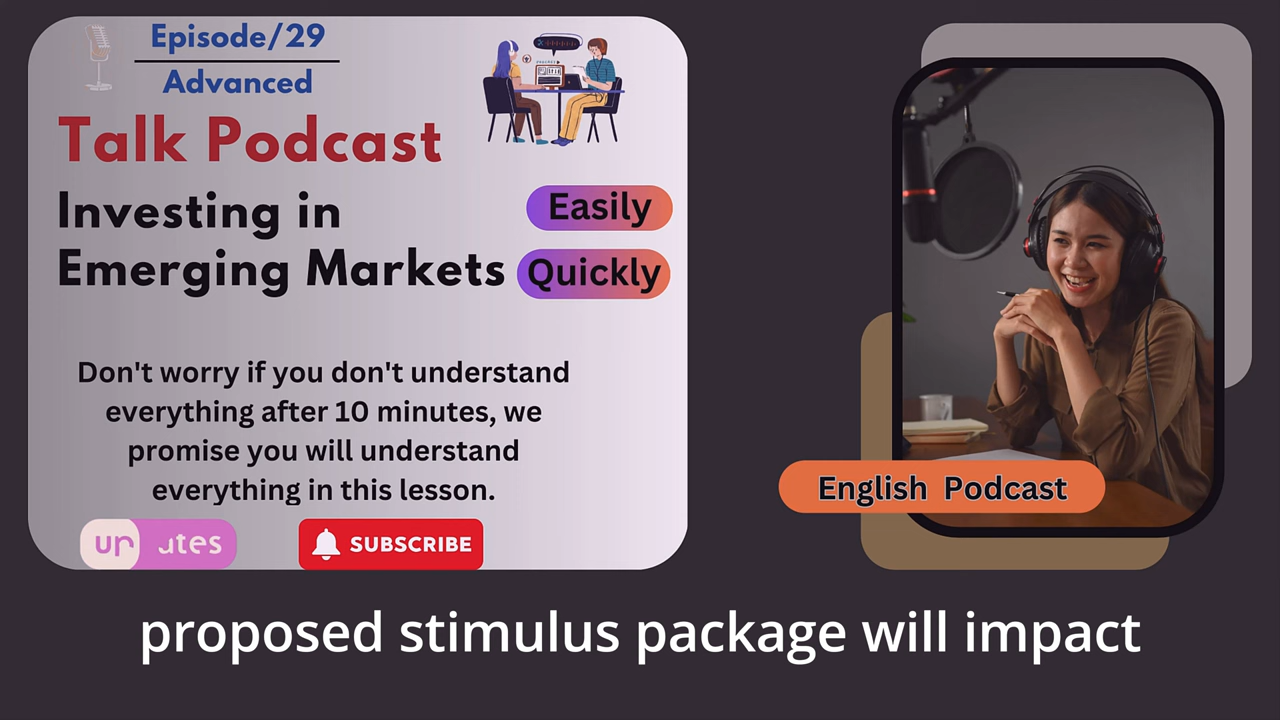 Episode/29
Advanced
Talk Podcast
Investing in
Emerging Markets
Easily
Quickly
Don't worry if you don't understand
everything after 10 minutes, we
promise you will understand
everything in this lesson.
SUBSCRIBE
English Podcast
proposed stimulus package will impact